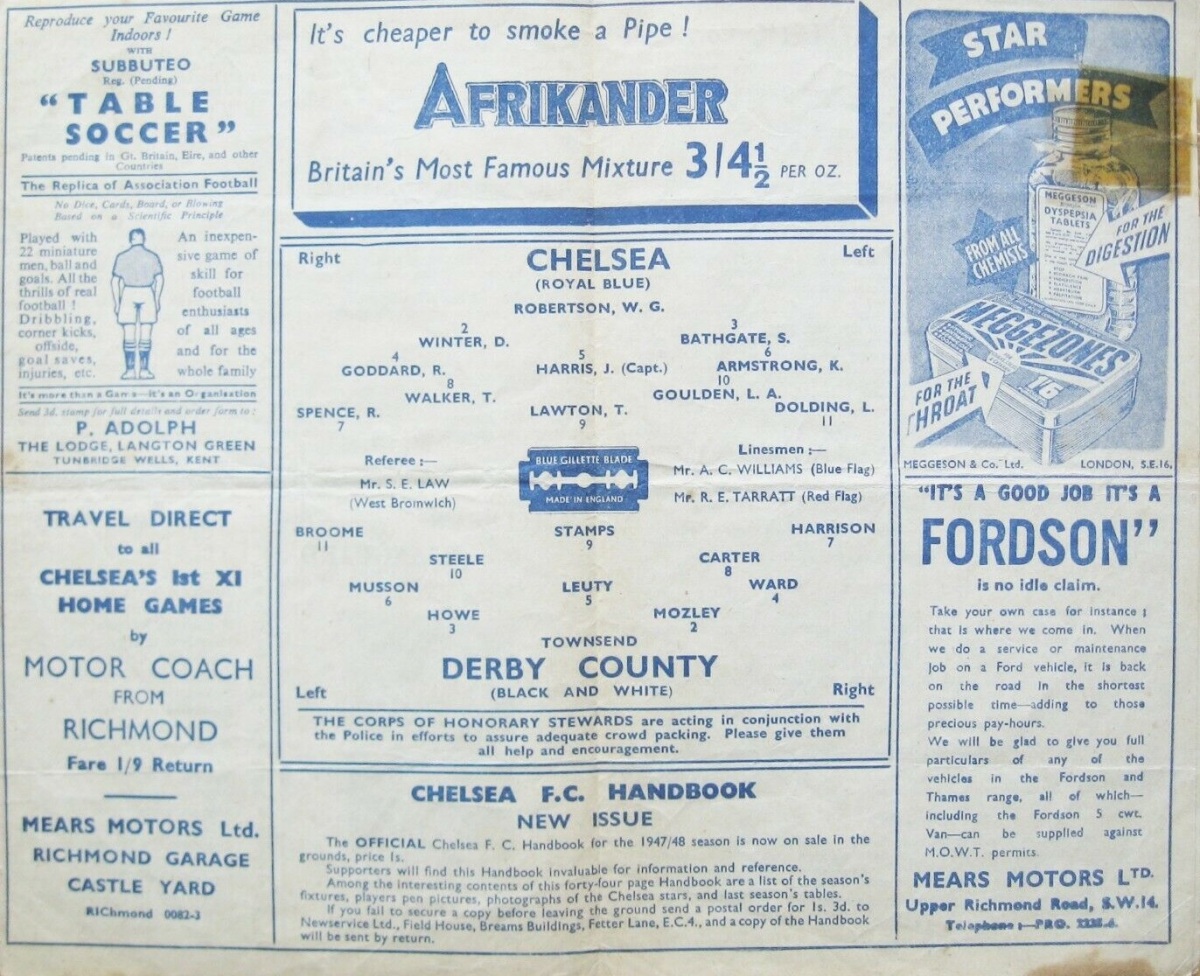 Reproduce your Favourite Game
Indoors !
WITH
SUBBUTEO
Reg. (Pending)
"TABLE
SOCCER"
Patents pending in Gt. Britain, Eire, and other
Countries
The Replica of Association Football
No Dice, Cards, Board, or Blowing
Based on a Scientific Principle
Played with
22 miniature
men, ball and
goals. All the
thrills of real
football !
Dribbling,
corner kicks,
offside,
goal saves,
injuries, etc.
An inexpen-
sive game of
skill for
football
enthusiasts
of all ages
and for the
whole family
It's more than a Game—it's an Organisation
Send 3d. stamp for full details and order form to :
P. ADOLPH
THE LODGE, LANGTON GREEN
TUNBRIDGE WELLS, KENT
TRAVEL DIRECT
to all
CHELSEA'S 1st XI
HOME GAMES
by
MOTOR COACH
FROM
RICHMOND
Fare 1/9 Return
MEARS MOTORS Ltd.
RICHMOND GARAGE
CASTLE YARD
RIChmond 0082-3
It's cheaper to smoke a Pipe !
AFRIKANDER
Britain's Most Famous Mixture 3/4½ PER OZ.
Right CHELSEA Left
(ROYAL BLUE)
ROBERTSON, W. G.
2 3
WINTER, D. BATHGATE, S.
4 5 6
GODDARD, R. HARRIS, J. (Capt.) ARMSTRONG, K.
8 10
WALKER, T. GOULDEN, L. A.
SPENCE, R. LAWTON, T. DOLDING, L.
7 9 11
Referee :—
Mr. S. E. LAW
(West Bromwich)
BLUE GILLETTE BLADE
MADE IN ENGLAND
Linesmen :—
Mr. A. C. WILLIAMS (Blue Flag)
Mr. R. E. TARRATT (Red Flag)
BROOME STAMPS HARRISON
11 9 7
STEELE CARTER
10 8
MUSSON LEUTY WARD
6 5 4
HOWE MOZLEY
3 2
TOWNSEND
DERBY COUNTY
Left (BLACK AND WHITE) Right
THE CORPS OF HONORARY STEWARDS are acting in conjunction with
the Police in efforts to assure adequate crowd packing. Please give them
all help and encouragement.
CHELSEA F.C. HANDBOOK
NEW ISSUE
The OFFICIAL Chelsea F. C. Handbook for the 1947/48 season is now on sale in the
grounds, price 1s.
Supporters will find this Handbook invaluable for information and reference.
Among the interesting contents of this forty-four page Handbook are a list of the season's
fixtures, players pen pictures, photographs of the Chelsea stars, and last season's tables.
If you fail to secure a copy before leaving the ground send a postal order for 1s. 3d. to
Newservice Ltd., Field House, Breams Buildings, Fetter Lane, E.C.4., and a copy of the Handbook
will be sent by return.
STAR
PERFORMERS
MEGGESON
DYSPEPSIA
TABLETS
FROM ALL
CHEMISTS
FOR THE
DIGESTION
MEGGEZONES
1/6
FOR THE
THROAT
MEGGESON & Co. Ltd. LONDON, S.E.16.
"IT'S A GOOD JOB IT'S A
FORDSON"
is no idle claim.
Take your own case for instance ;
that is where we come in. When
we do a service or maintenance
job on a Ford vehicle, it is back
on the road in the shortest
possible time—adding to those
precious pay-hours.
We will be glad to give you full
particulars of any of the
vehicles in the Fordson and
Thames range, all of which—
including the Fordson 5 cwt.
Van—can be supplied against
M.O.W.T. permits.
MEARS MOTORS LTD.
Upper Richmond Road, S.W.14.
Telephone :—PRO.